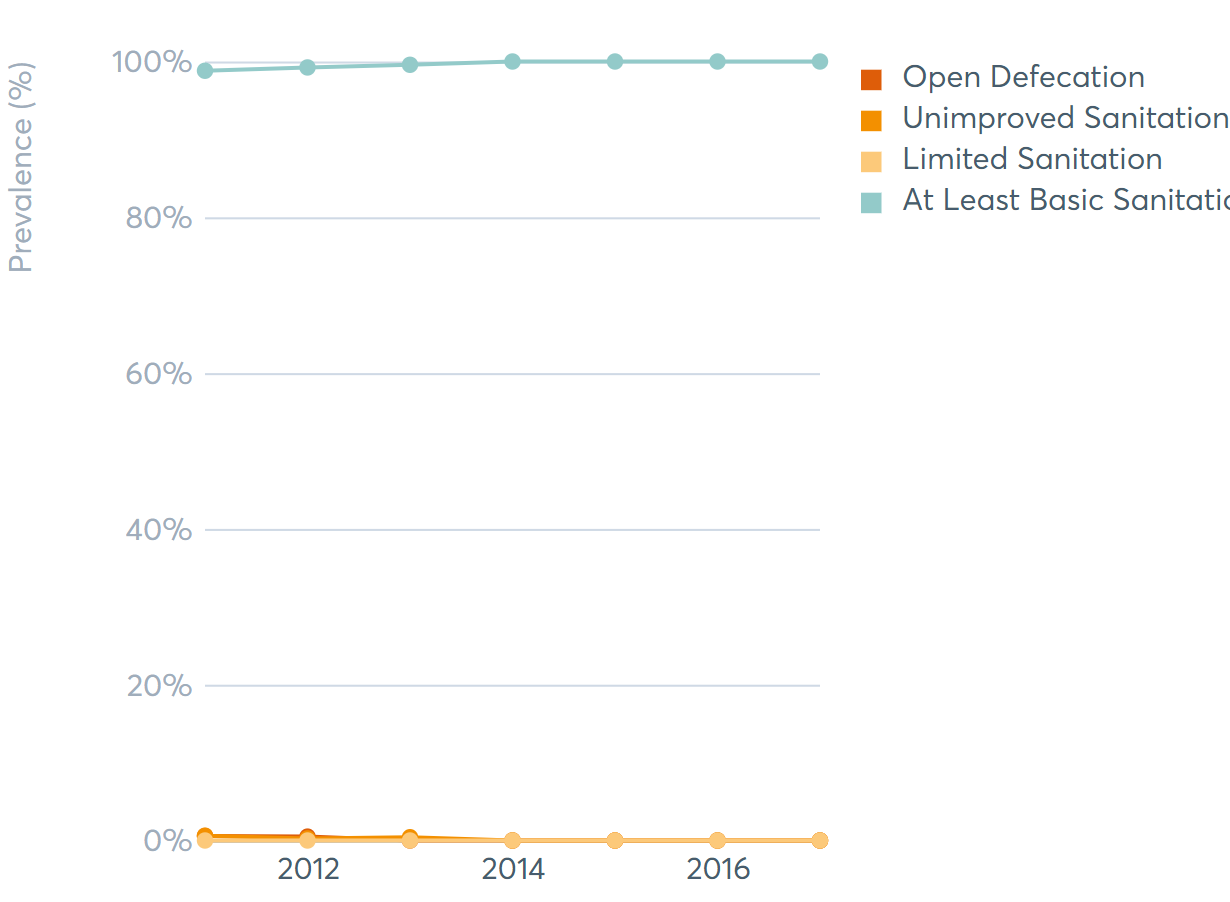 Prevalence (%)
100%
80%
60%
40%
20%
0%
2012
2014
2016
Open Defecation
Unimproved Sanitation
Limited Sanitation
At Least Basic Sanitatio